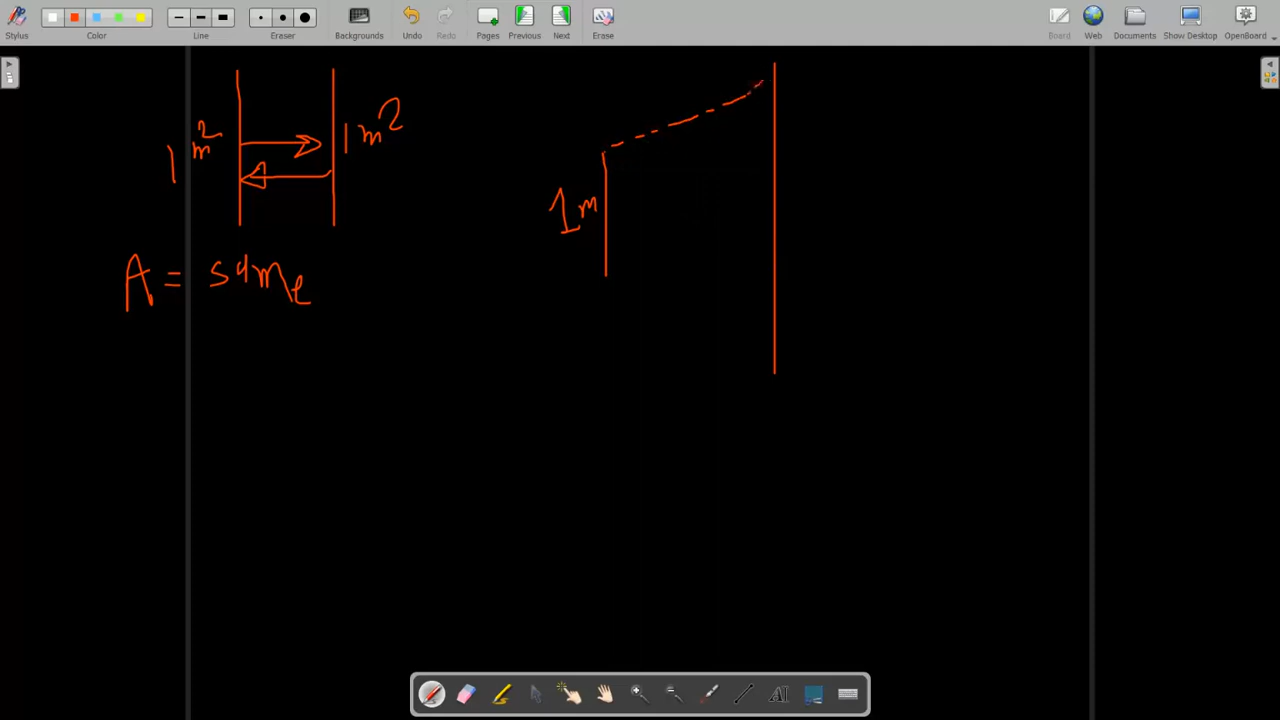 Stylus Color Line Eraser Backgrounds Undo Redo Pages Previous Next Erase Board Web Documents Show Desktop OpenBoard
1 m² 1 m²
1 m
A =
AI